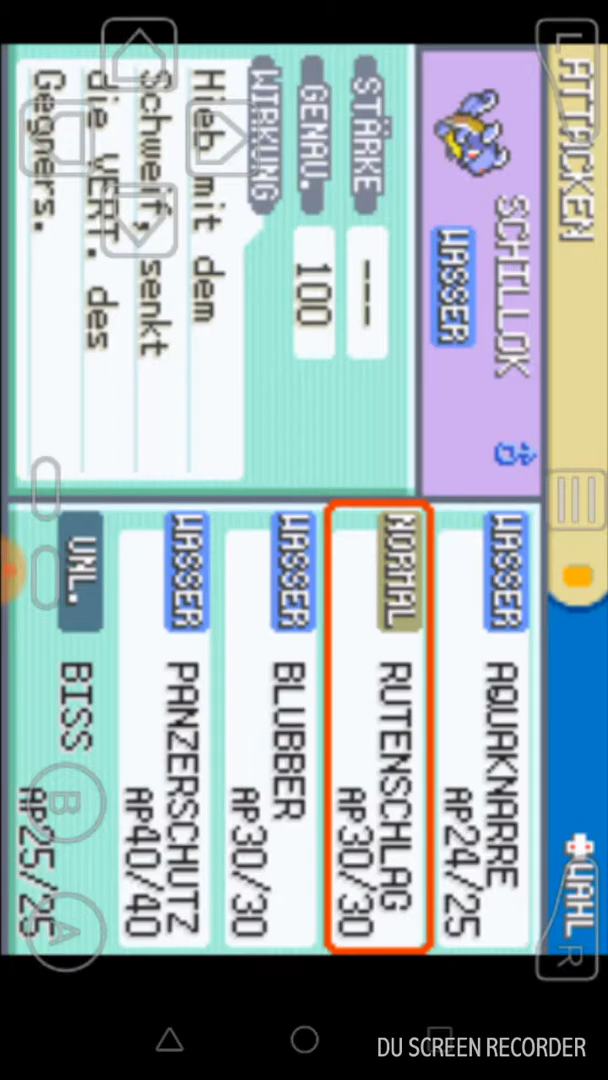 ATTACKEN
WAHL
SCHILLOK
WASSER
STÄRKE
---
GENAU.
100
WIRKUNG
Hieb mit dem
Schweif, senkt
die VERT. des
Gegners.
WASSER AQUAKNARRE
AP24/25
NORMAL RUTENSCHLAG
AP30/30
WASSER BLUBBER
AP30/30
WASSER PANZERSCHUTZ
AP40/40
UNL. BISS
AP25/25
L
R
B
A
DU SCREEN RECORDER